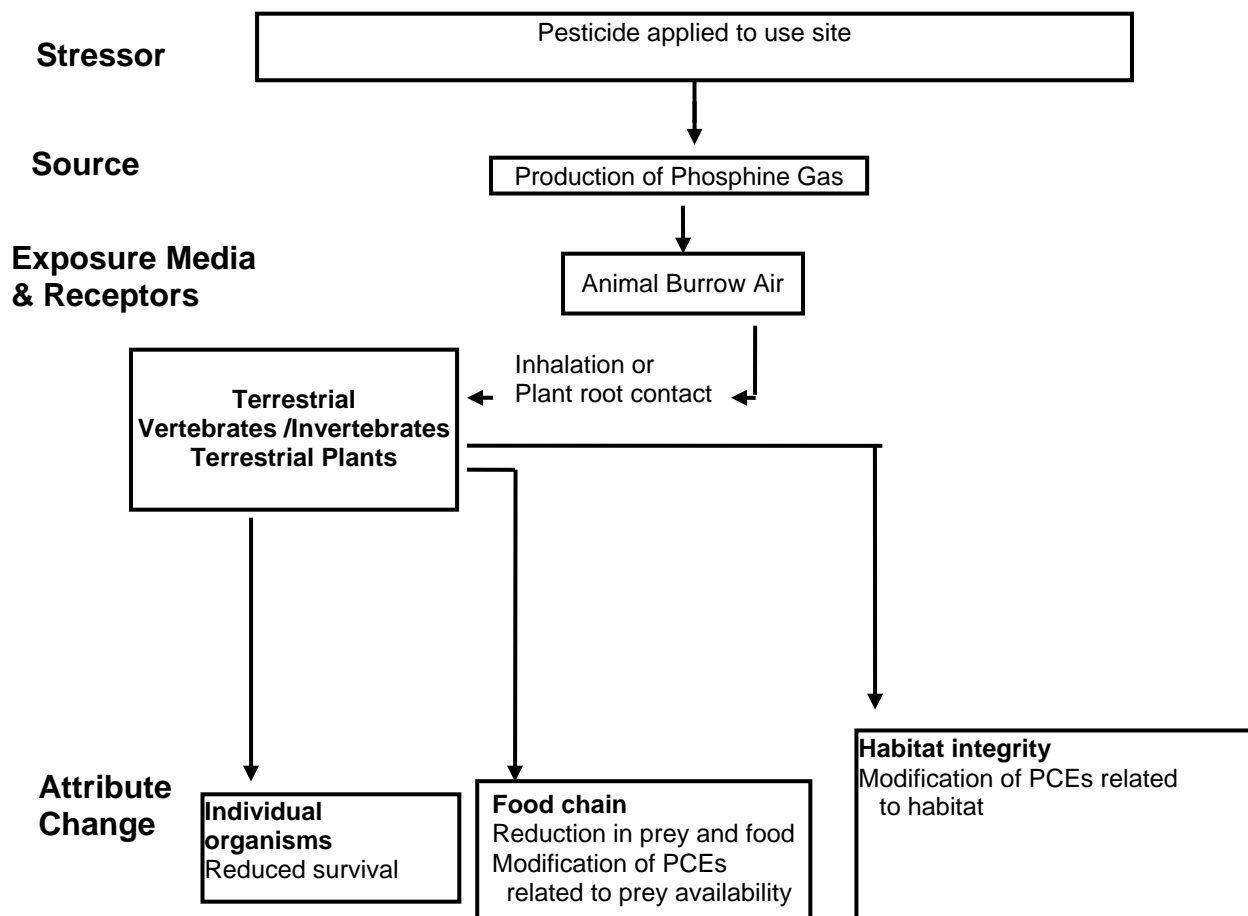 Stressor
Pesticide applied to use site
Source
Production of Phosphine Gas
Exposure Media
& Receptors
Animal Burrow Air
Inhalation or
Plant root contact
Terrestrial
Vertebrates /Invertebrates
Terrestrial Plants
Attribute
Change
Individual
organisms
Reduced survival
Food chain
Reduction in prey and food
Modification of PCEs
related to prey availability
Habitat integrity
Modification of PCEs related
to habitat